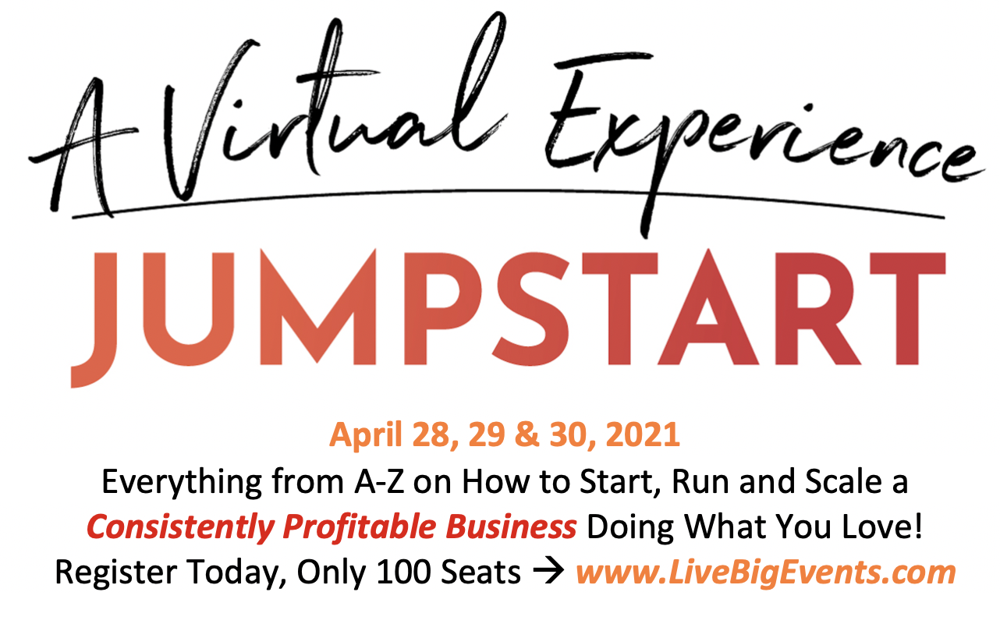 A Virtual Experience
JUMPSTART
April 28, 29 & 30, 2021
Everything from A-Z on How to Start, Run and Scale a
Consistently Profitable Business Doing What You Love!
Register Today, Only 100 Seats → www.LiveBigEvents.com